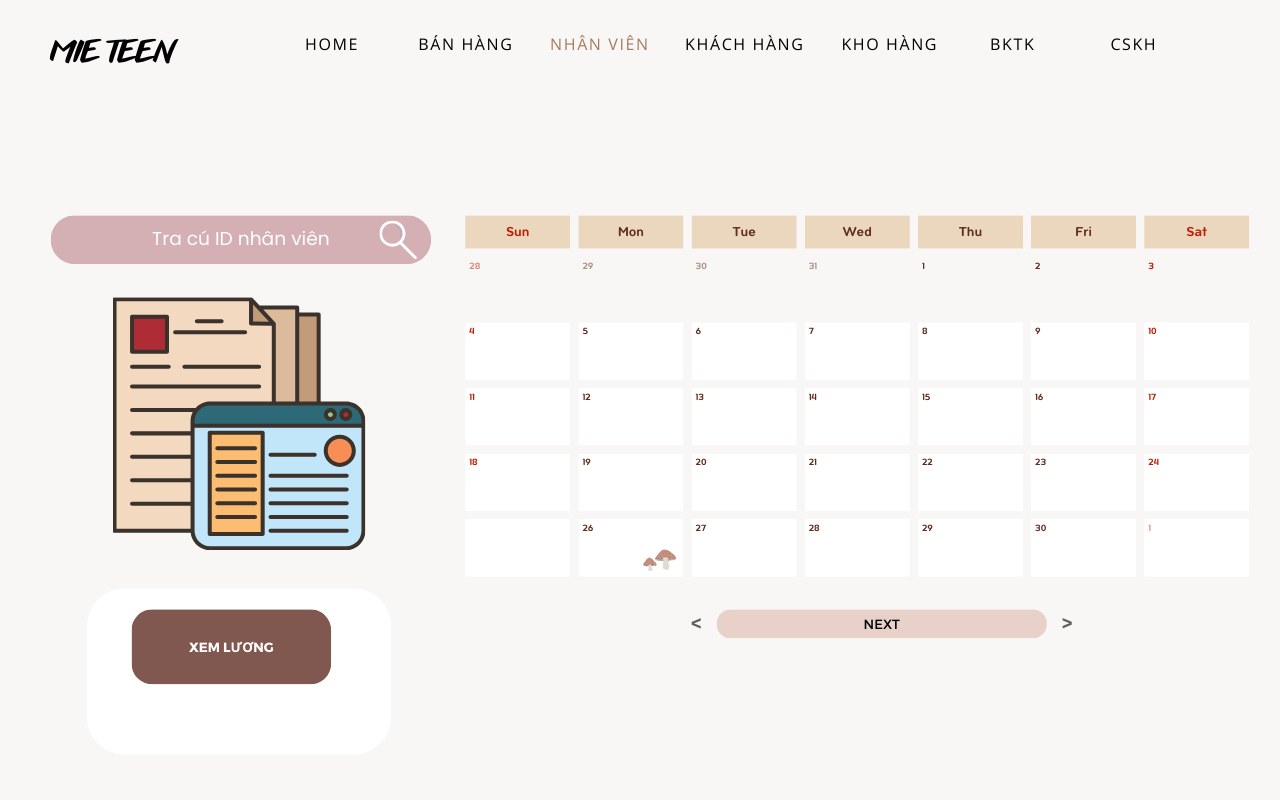 MIE TEEN
HOME BÁN HÀNG NHÂN VIÊN KHÁCH HÀNG KHO HÀNG BKTK CSKH
Tra cú ID nhân viên
Sun Mon Tue Wed Thu Fri Sat
28 29 30 31 1 2 3
4 5 6 7 8 9 10
11 12 13 14 15 16 17
18 19 20 21 22 23 24
26 27 28 29 30 1
< NEXT >
XEM LƯƠNG